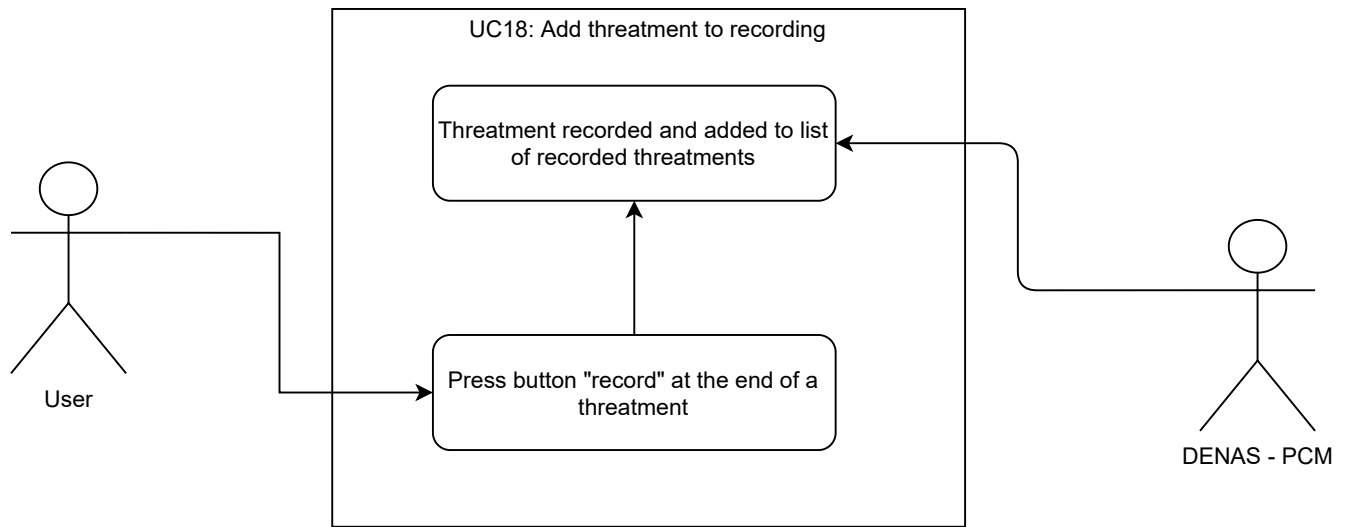 UC18: Add threatment to recording
Threatment recorded and added to list
of recorded threatments
Press button "record" at the end of a
threatment
User
DENAS - PCM